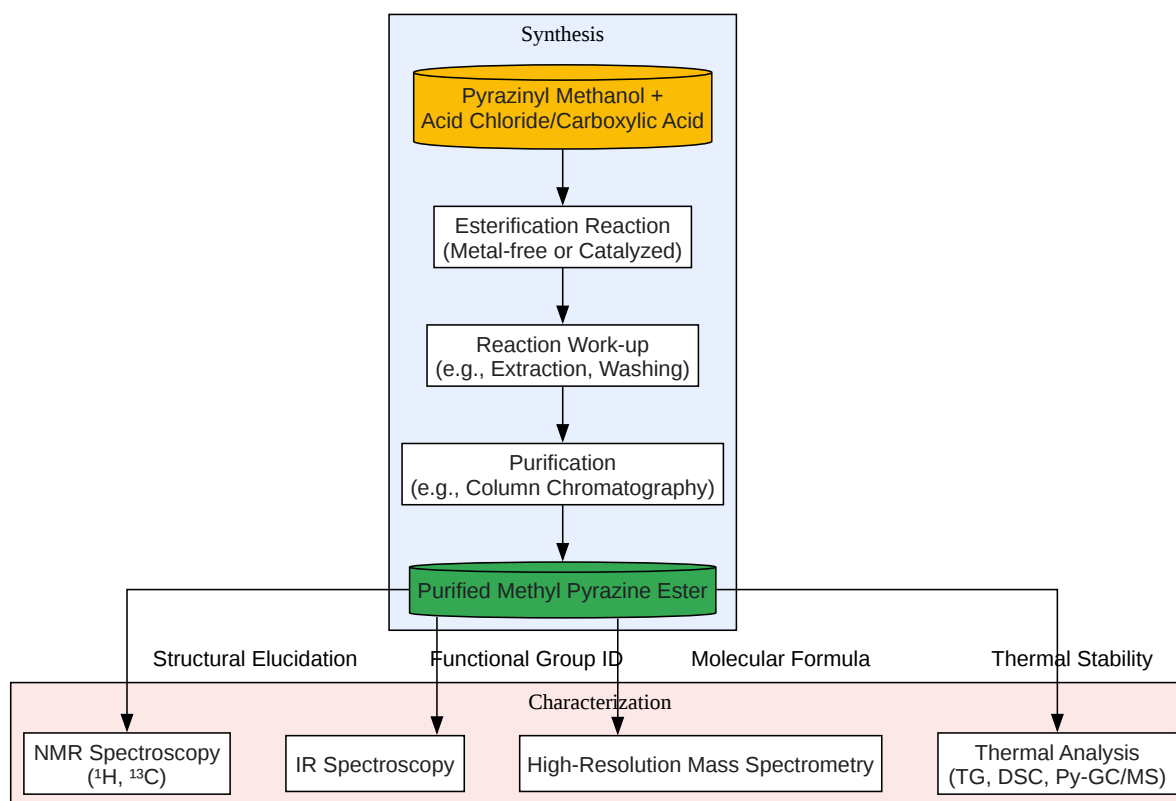 Synthesis
Pyrazinyl Methanol +
Acid Chloride/Carboxylic Acid
Esterification Reaction
(Metal-free or Catalyzed)
Reaction Work-up
(e.g., Extraction, Washing)
Purification
(e.g., Column Chromatography)
Purified Methyl Pyrazine Ester
Structural Elucidation
Functional Group ID
Molecular Formula
Thermal Stability
Characterization
NMR Spectroscopy
(¹H, ¹³C)
IR Spectroscopy
High-Resolution Mass Spectrometry
Thermal Analysis
(TG, DSC, Py-GC/MS)